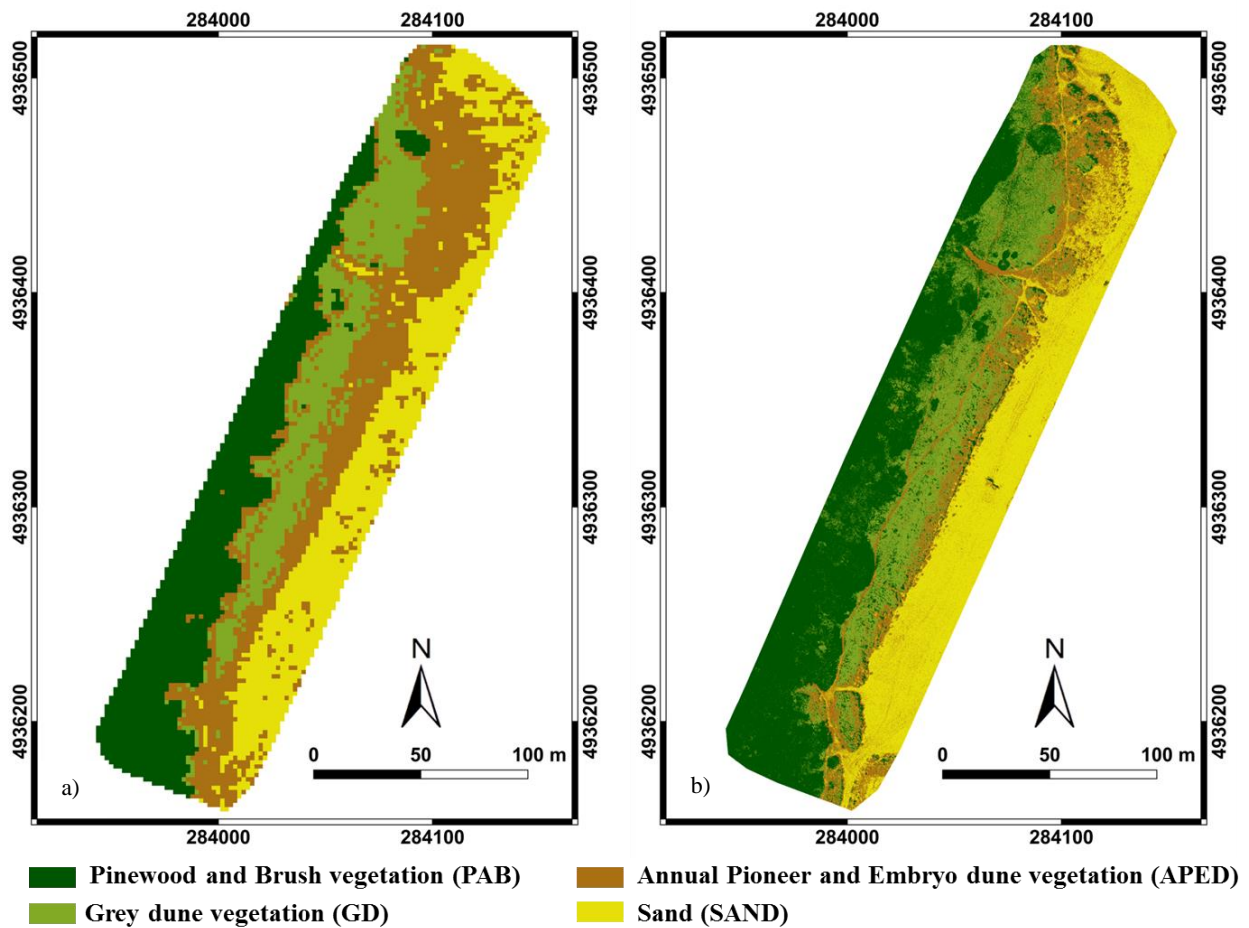 284000 284100
284000 284100
4936500
4936500
4936500
4936500
4936400
4936400
4936400
4936400
4936300
4936300
4936300
4936300
4936200
4936200
4936200
4936200
N
N
0 50 100 m
0 50 100 m
a)
b)
284000 284100
284000 284100
Pinewood and Brush vegetation (PAB)
Annual Pioneer and Embryo dune vegetation (APED)
Grey dune vegetation (GD)
Sand (SAND)